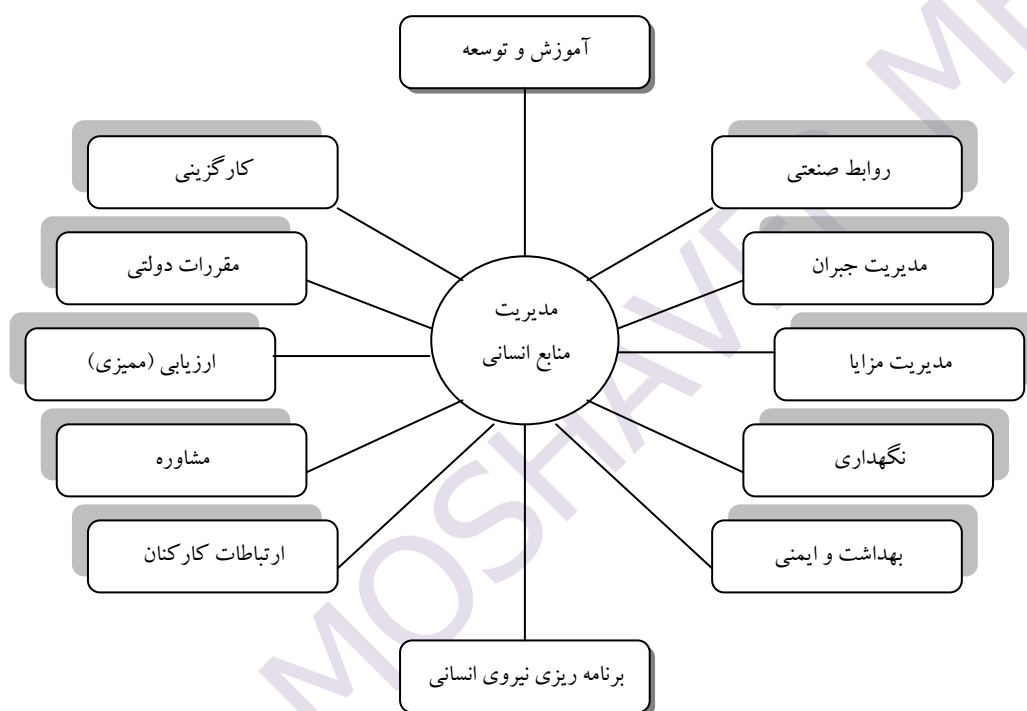 آموزش و توسعه
روابط صنعتی
کارگزینی
مدیریت جبران
مقررات دولتی
مدیریت
منابع انسانی
مدیریت مزایا
ارزیابی (ممیزی)
نگهداری
مشاوره
بهداشت و ایمنی
ارتباطات کارکنان
برنامه ریزی نیروی انسانی